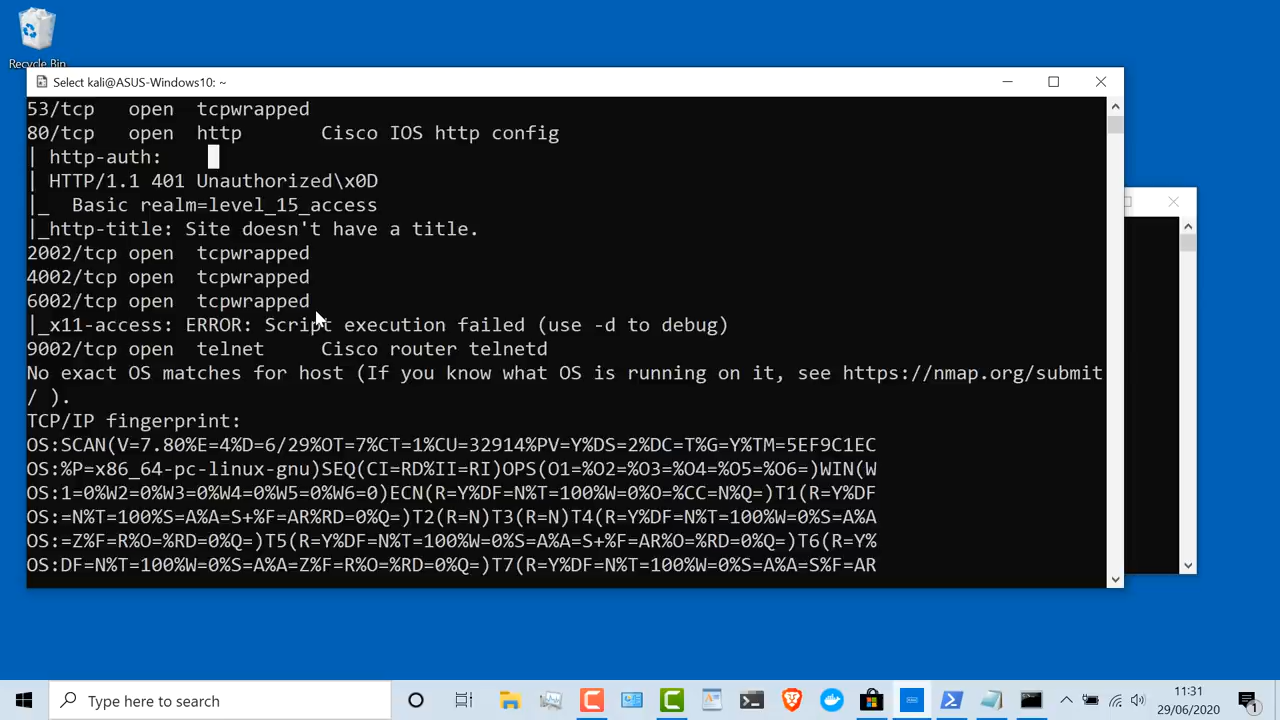 Recycle Bin
Select kali@ASUS-Windows10: ~
53/tcp   open  tcpwrapped
80/tcp   open  http       Cisco IOS http config
| http-auth:
| HTTP/1.1 401 Unauthorized\x0D
|_  Basic realm=level_15_access
|_http-title: Site doesn't have a title.
2002/tcp open  tcpwrapped
4002/tcp open  tcpwrapped
6002/tcp open  tcpwrapped
|_x11-access: ERROR: Script execution failed (use -d to debug)
9002/tcp open  telnet     Cisco router telnetd
No exact OS matches for host (If you know what OS is running on it, see https://nmap.org/submit
/ ).
TCP/IP fingerprint:
OS:SCAN(V=7.80%E=4%D=6/29%OT=7%CT=1%CU=32914%PV=Y%DS=2%DC=T%G=Y%TM=5EF9C1EC
OS:%P=x86_64-pc-linux-gnu)SEQ(CI=RD%II=RI)OPS(O1=%O2=%O3=%O4=%O5=%O6=)WIN(W
OS:1=0%W2=0%W3=0%W4=0%W5=0%W6=0)ECN(R=Y%DF=N%T=100%W=0%O=%CC=N%Q=)T1(R=Y%DF
OS:=N%T=100%S=A%A=S+%F=AR%RD=0%Q=)T2(R=N)T3(R=N)T4(R=Y%DF=N%T=100%W=0%S=A%A
OS:=Z%F=R%O=%RD=0%Q=)T5(R=Y%DF=N%T=100%W=0%S=A%A=S+%F=AR%O=%RD=0%Q=)T6(R=Y%
OS:DF=N%T=100%W=0%S=A%A=Z%F=R%O=%RD=0%Q=)T7(R=Y%DF=N%T=100%W=0%S=A%A=S%F=AR
Type here to search
11:31
29/06/2020
1